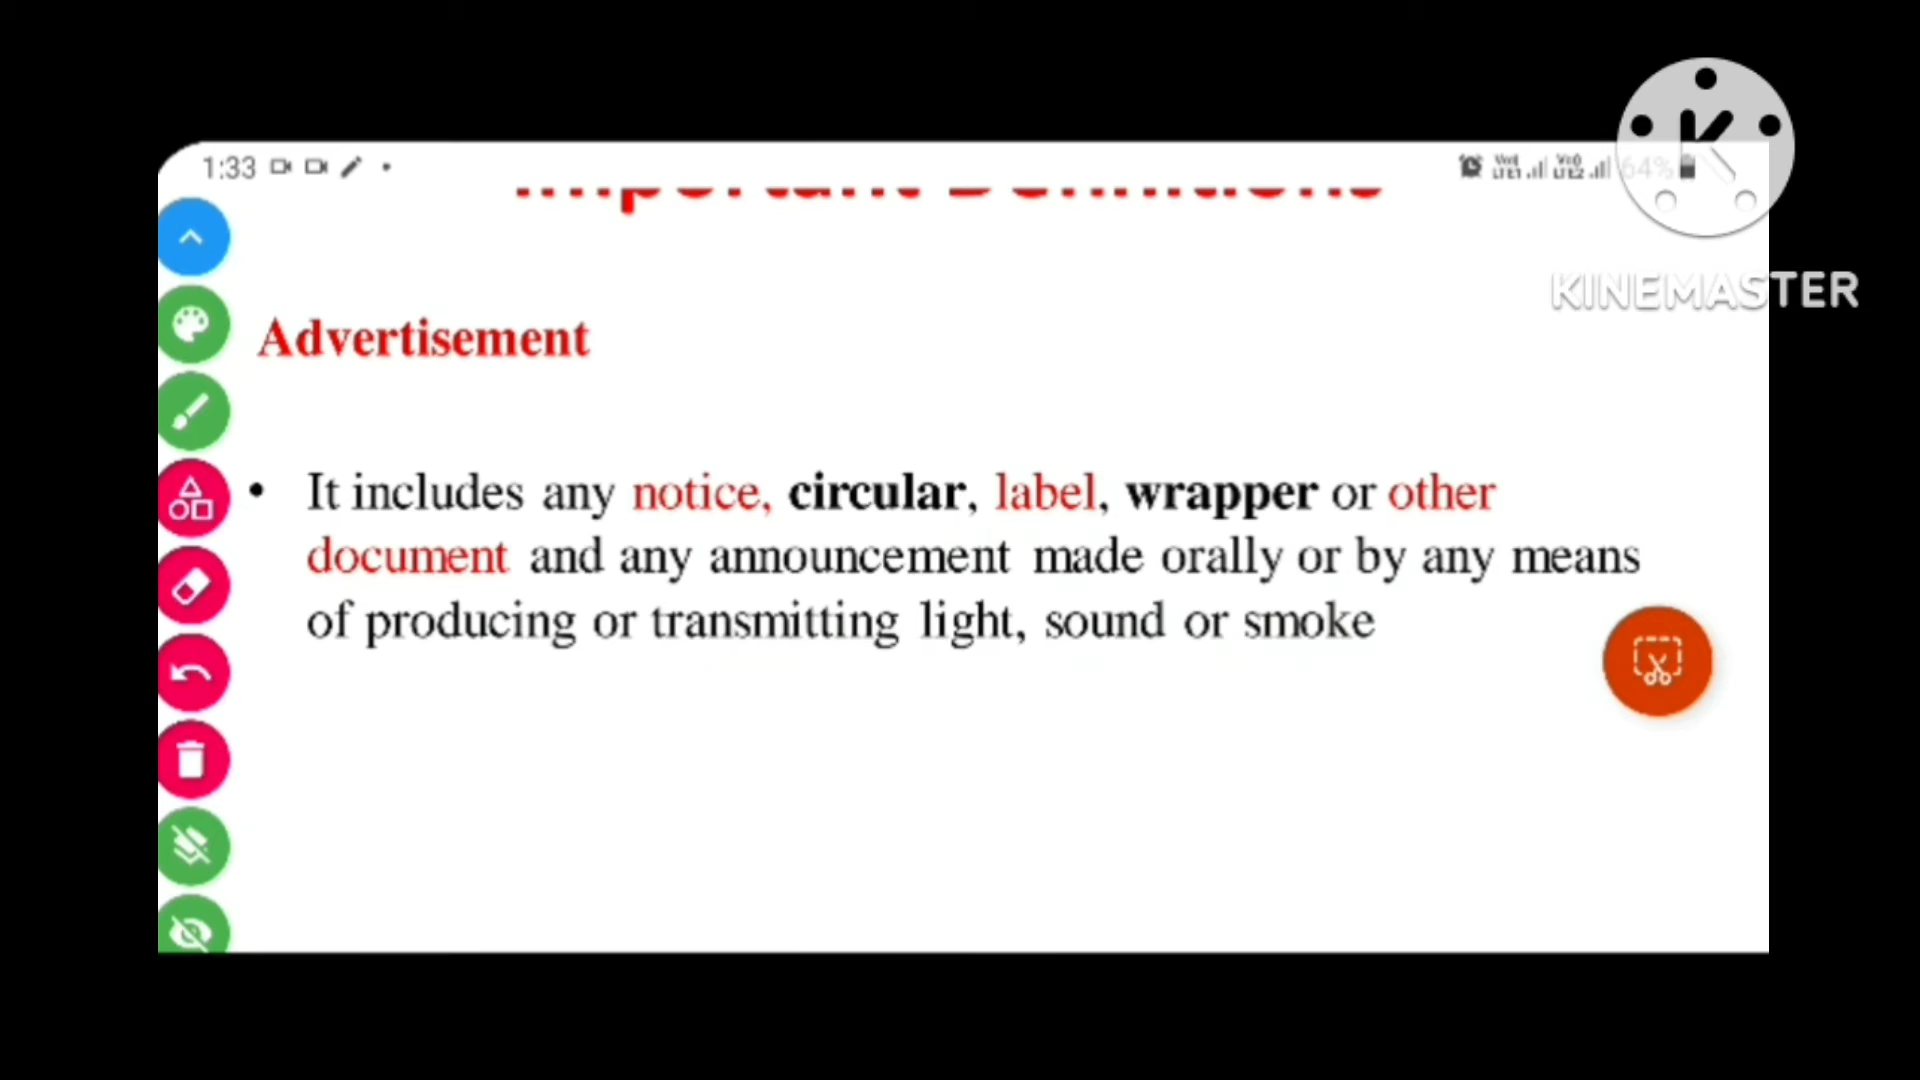 1:33
64%
KINEMASTER
Advertisement
• It includes any notice, circular, label, wrapper or other
document and any announcement made orally or by any means
of producing or transmitting light, sound or smoke